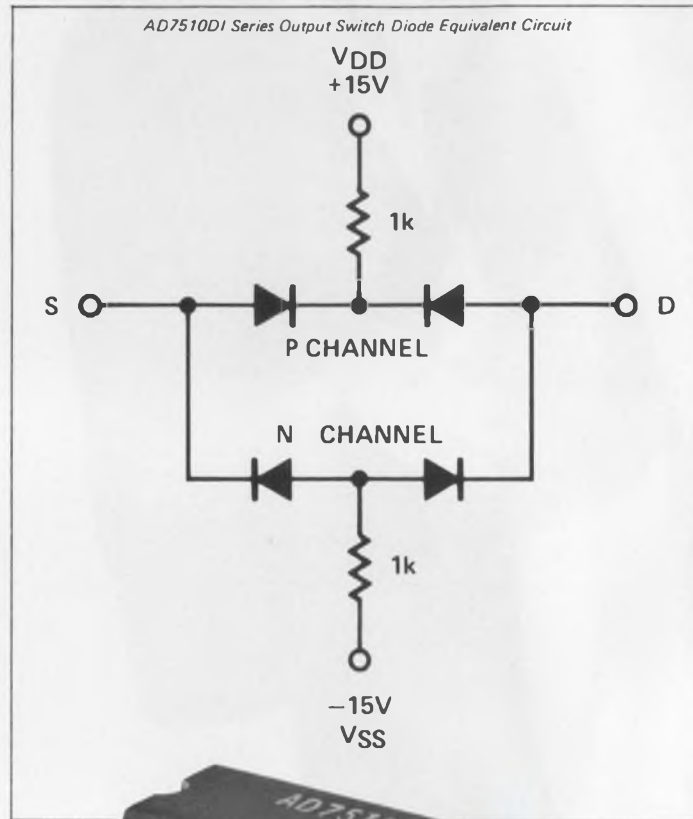 AD7510DI Series Output Switch Diode Equivalent Circuit
VDD
+15V
1k
S
D
P CHANNEL
N CHANNEL
1k
−15V
VSS